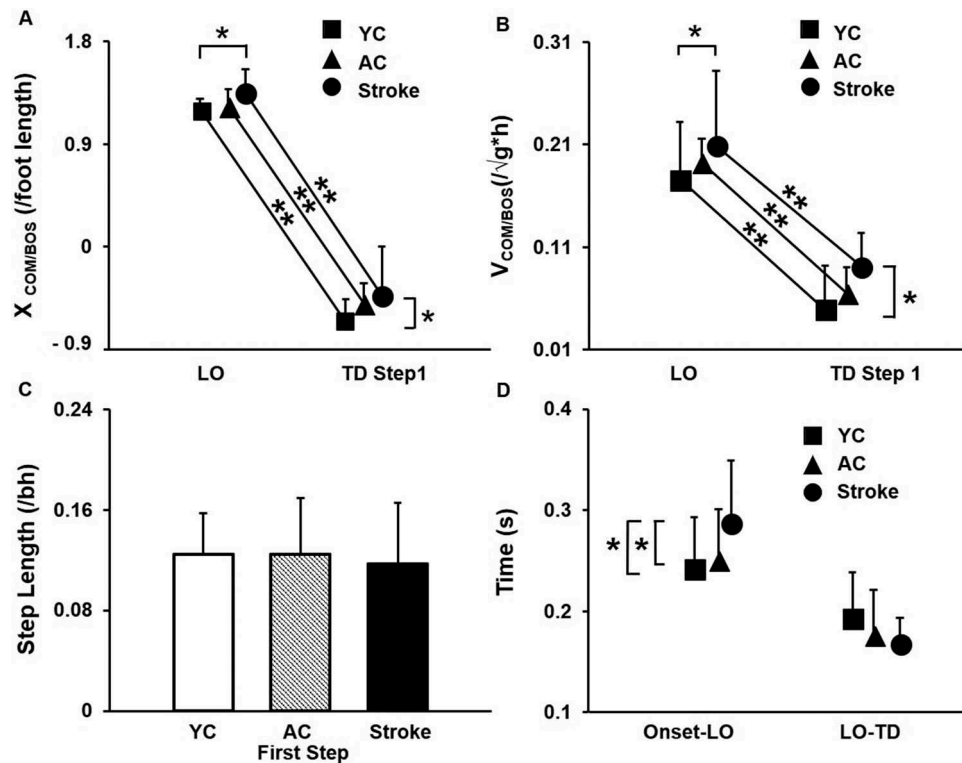 A
1.8
0.9
0
- 0.9
X COM/BOS (/foot length)
*
YC
AC
Stroke
**
**
**
*
LO
TD Step1
B
0.31
0.21
0.11
0.01
VCOM/BOS(/√g*h)
*
YC
AC
Stroke
**
**
**
*
LO
TD Step 1
C
0.24
0.16
0.08
0
Step Length (/bh)
YC
AC
Stroke
First Step
D
0.4
0.3
0.2
0.1
Time (s)
YC
AC
Stroke
* *
Onset-LO
LO-TD